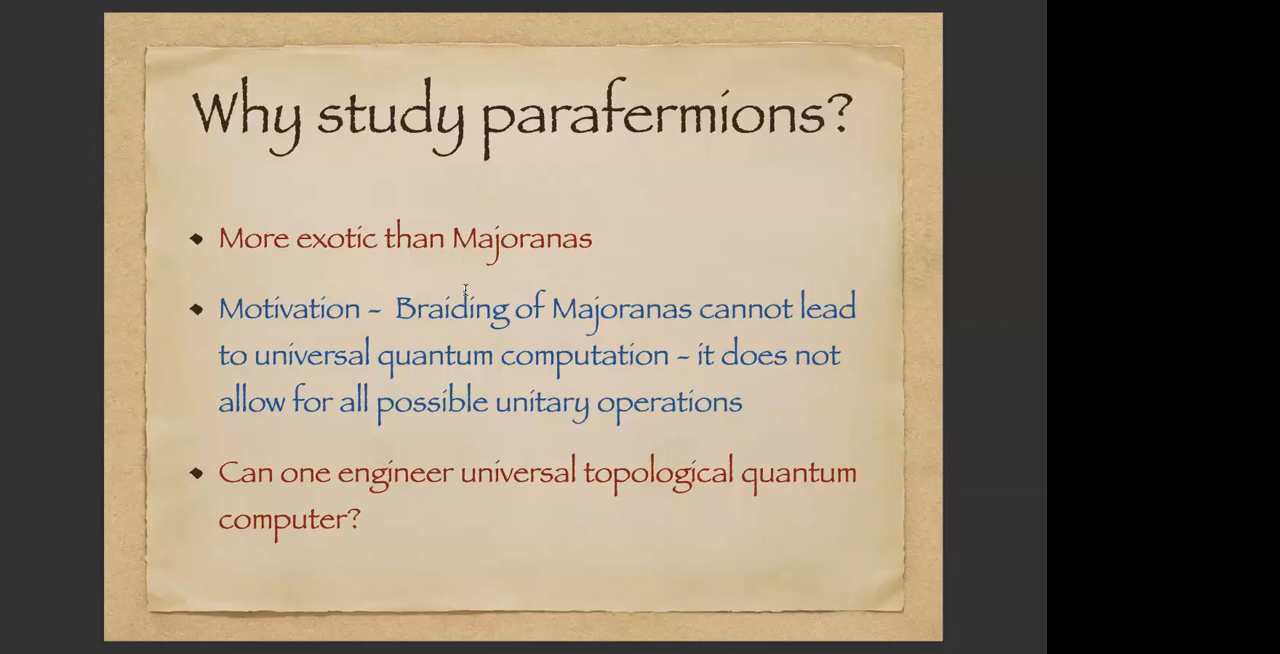 Why study parafermions?
More exotic than Majoranas
Motivation - Braiding of Majoranas cannot lead
to universal quantum computation - it does not
allow for all possible unitary operations
Can one engineer universal topological quantum
computer?